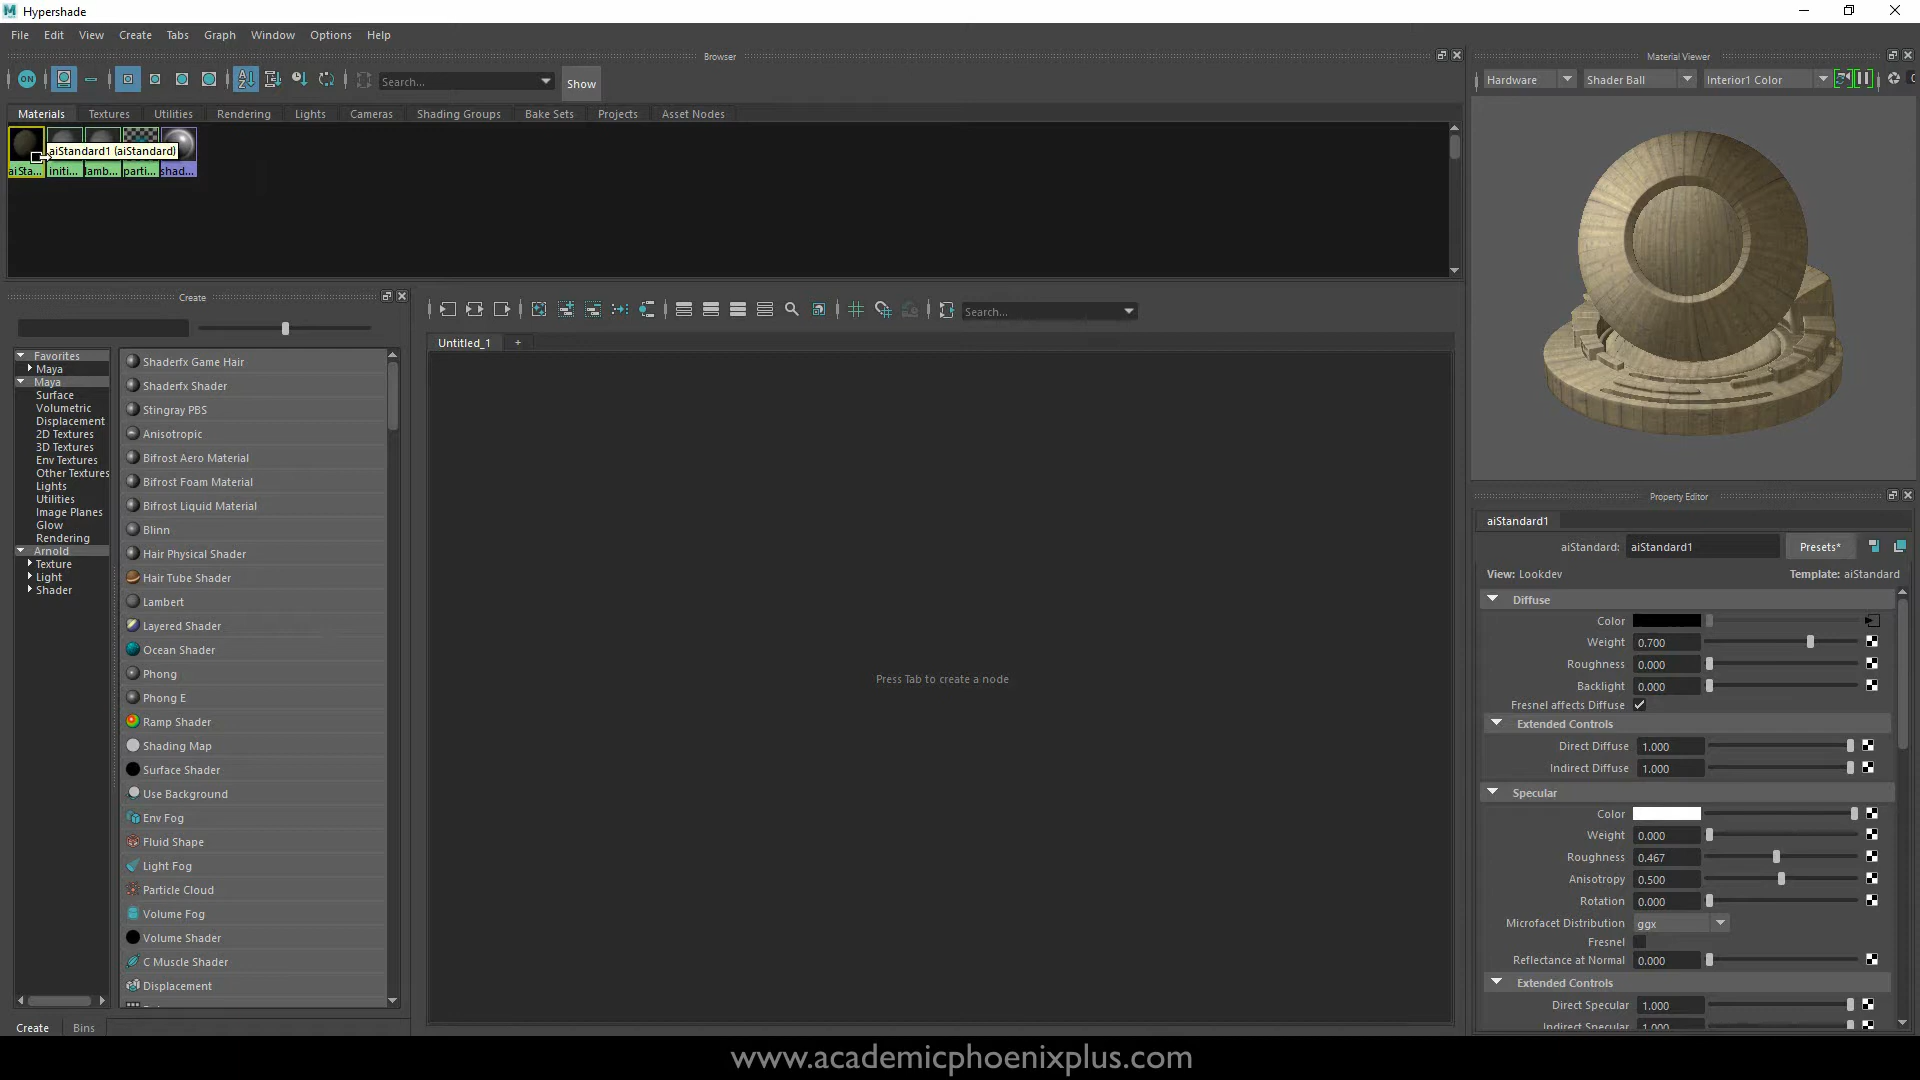 Hypershade
File Edit View Create Tabs Graph Window Options Help
Browser
ON
Search...
Show
Materials Textures Utilities Rendering Lights Cameras Shading Groups Bake Sets Projects Asset Nodes
aiStandard1 (aiStandard)
aiSta... initi... lamb... parti... shad...
Create
Favorites
Maya
Maya
Surface
Volumetric
Displacement
2D Textures
3D Textures
Env Textures
Other Textures
Lights
Utilities
Image Planes
Glow
Rendering
Arnold
Texture
Light
Shader
Shaderfx Game Hair
Shaderfx Shader
Stingray PBS
Anisotropic
Bifrost Aero Material
Bifrost Foam Material
Bifrost Liquid Material
Blinn
Hair Physical Shader
Hair Tube Shader
Lambert
Layered Shader
Ocean Shader
Phong
Phong E
Ramp Shader
Shading Map
Surface Shader
Use Background
Env Fog
Fluid Shape
Light Fog
Particle Cloud
Volume Fog
Volume Shader
C Muscle Shader
Displacement
Create Bins
Search...
Untitled_1 +
Press Tab to create a node
Material Viewer
Hardware Shader Ball Interior1 Color
Property Editor
aiStandard1
aiStandard: aiStandard1 Presets*
View: Lookdev Template: aiStandard
Diffuse
Color
Weight 0.700
Roughness 0.000
Backlight 0.000
Fresnel affects Diffuse
Extended Controls
Direct Diffuse 1.000
Indirect Diffuse 1.000
Specular
Color
Weight 0.000
Roughness 0.467
Anisotropy 0.500
Rotation 0.000
Microfacet Distribution ggx
Fresnel
Reflectance at Normal 0.000
Extended Controls
Direct Specular 1.000
Indirect Specular 1.000
www.academicphoenixplus.com